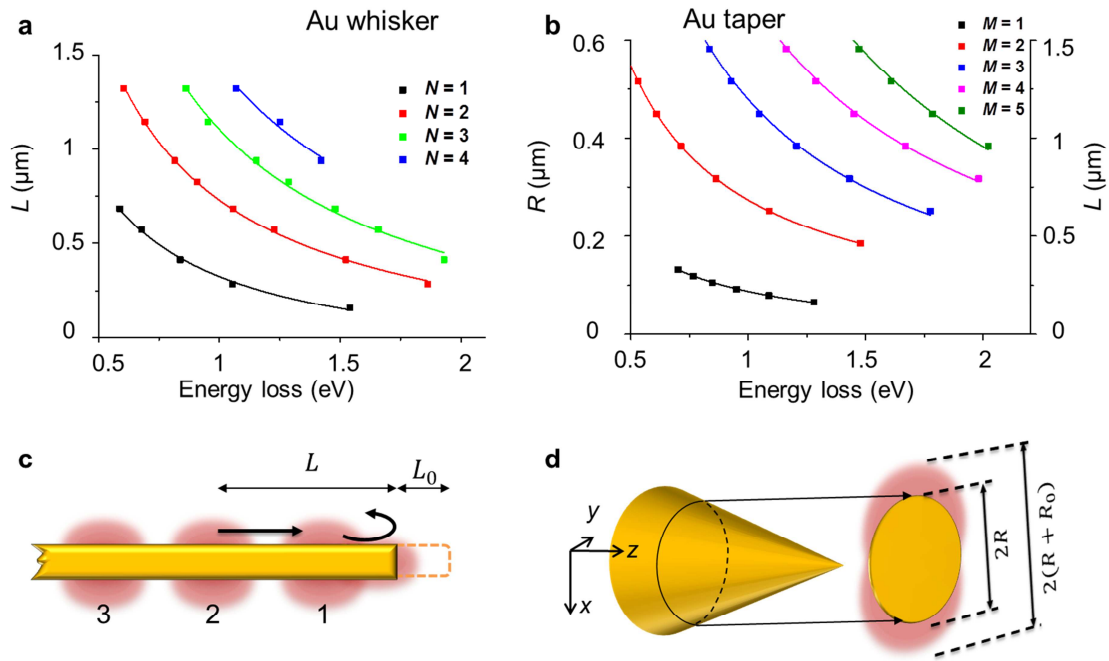 a
Au whisker
1.5
1
0.5
0
L (μm)
0.5
1
1.5
2
Energy loss (eV)
N = 1
N = 2
N = 3
N = 4
b
Au taper
0.6
0.4
0.2
0
R (μm)
0.5
1
1.5
2
Energy loss (eV)
1.5
1
0.5
0
L (μm)
M = 1
M = 2
M = 3
M = 4
M = 5
c
L
L₀
3
2
1
d
y
z
x
2R
2(R + R₀)